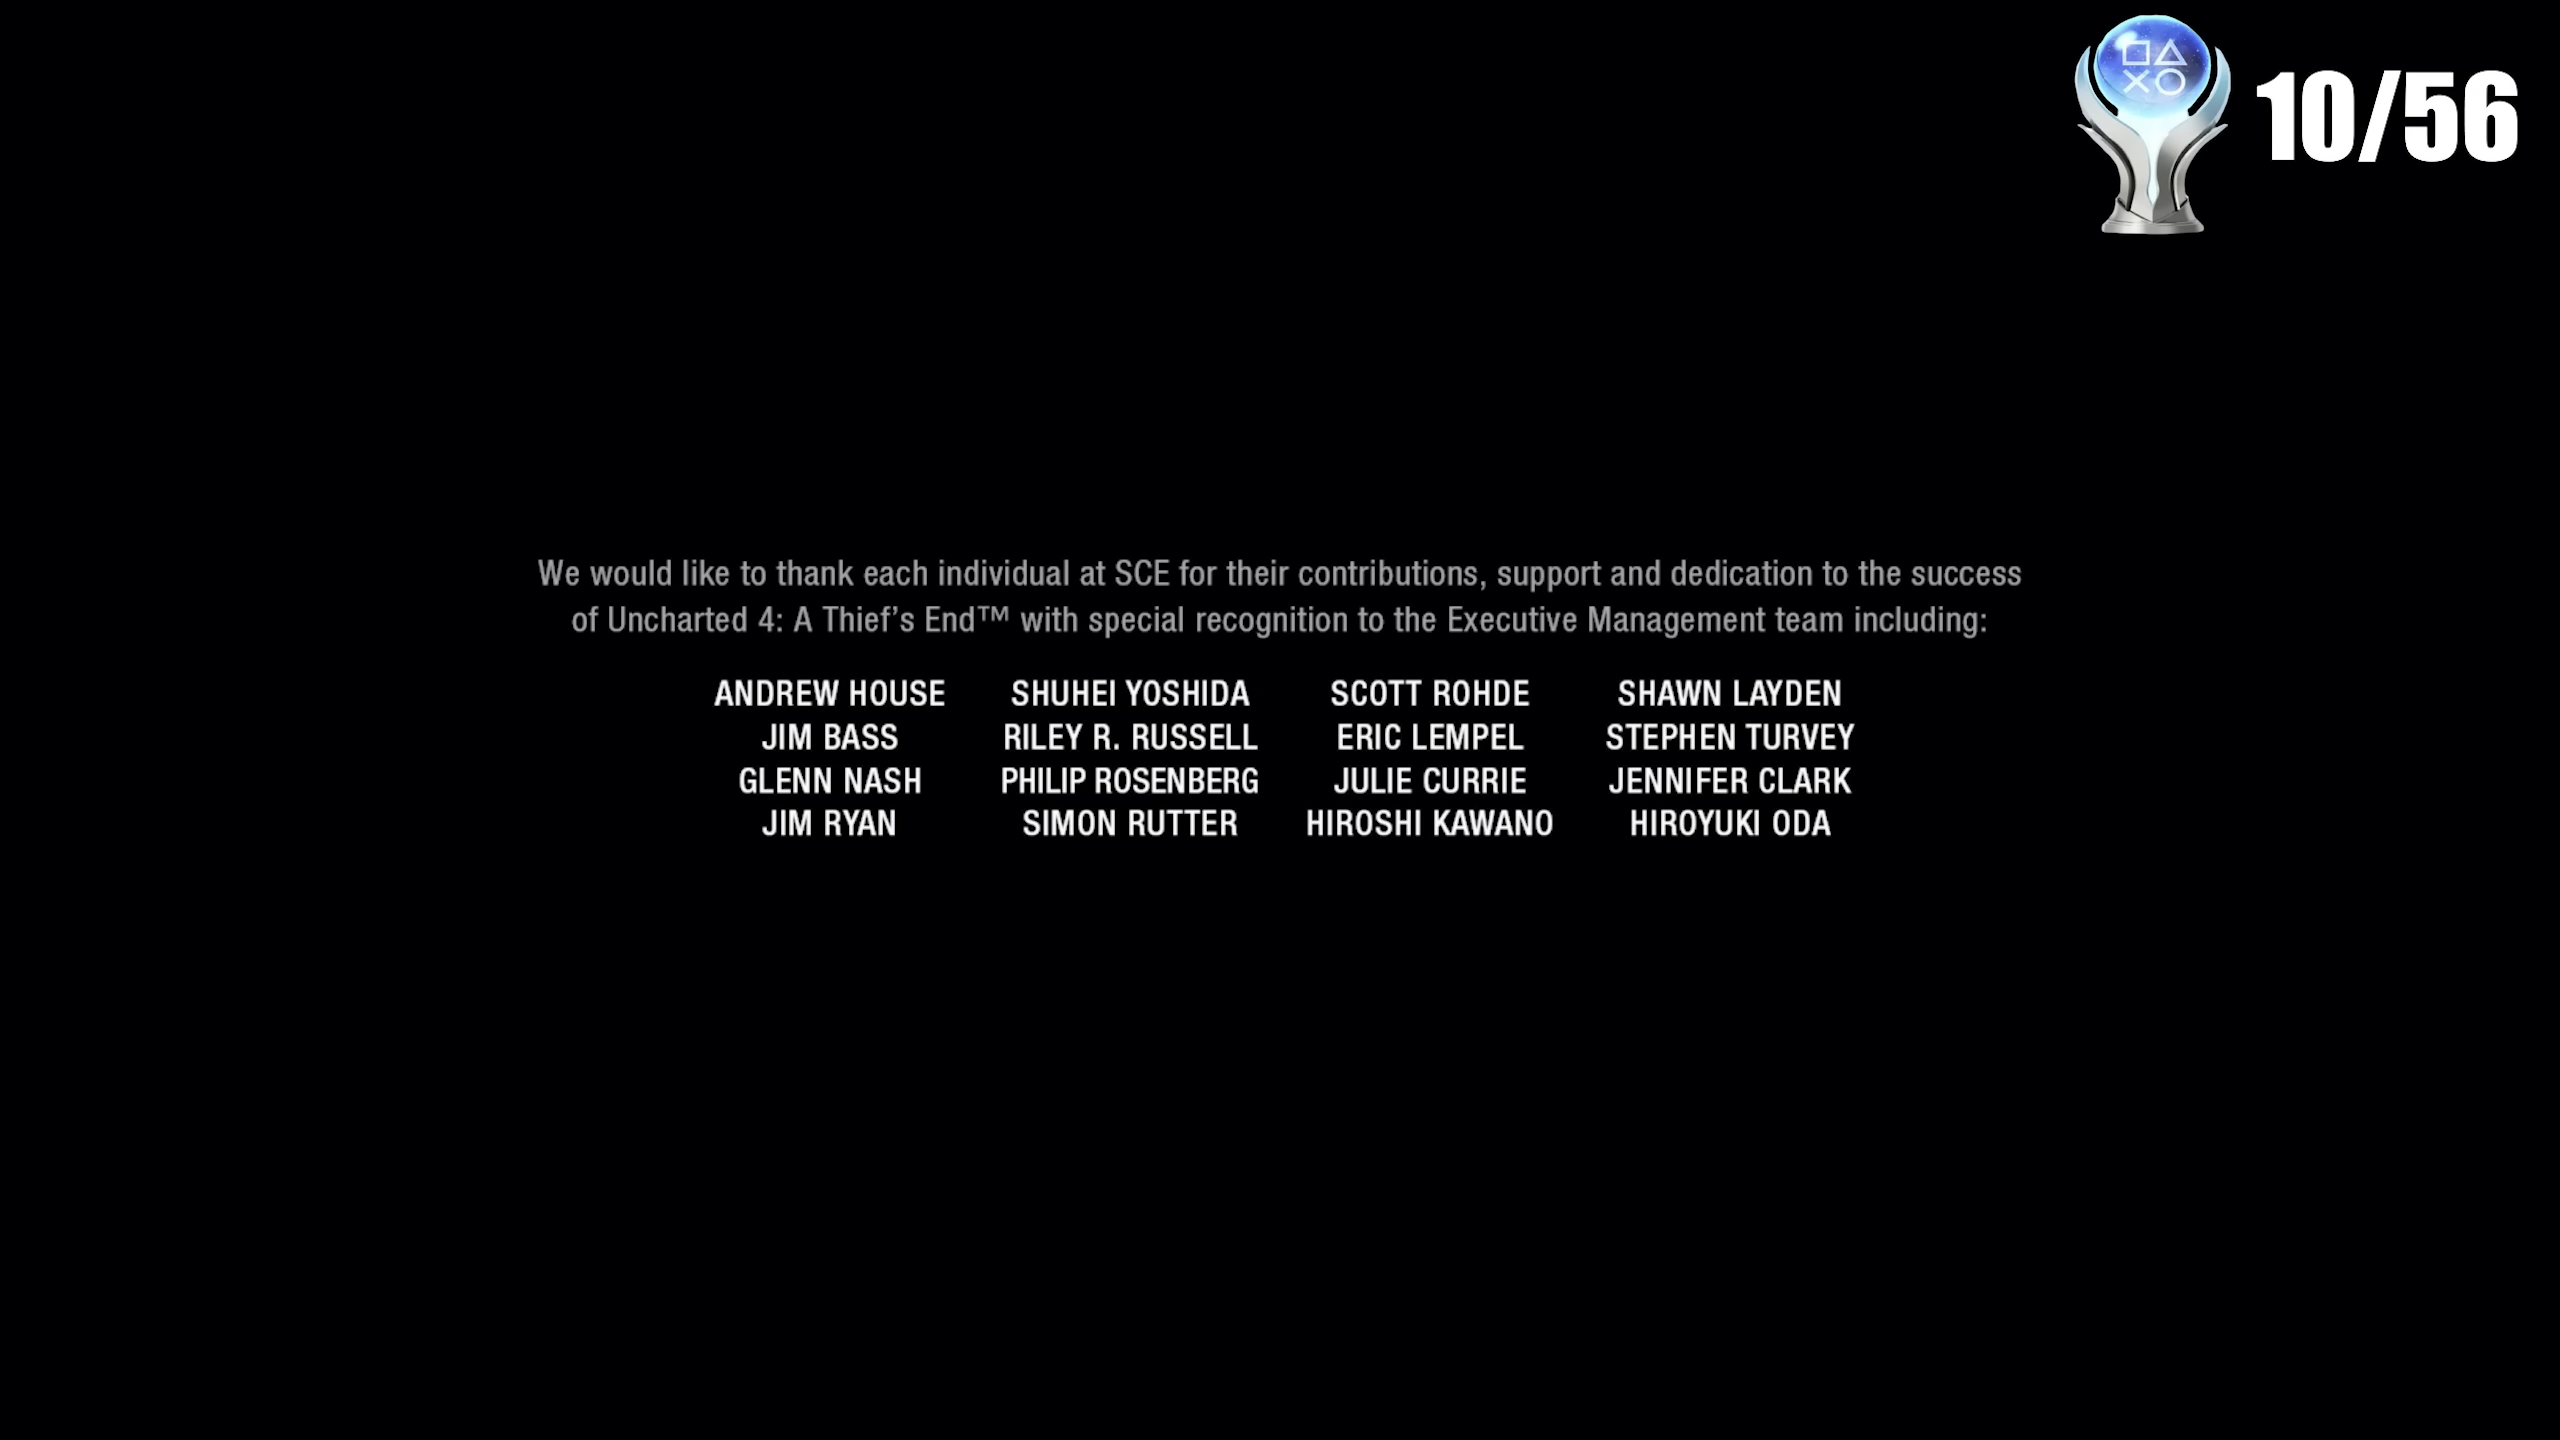 10/56
We would like to thank each individual at SCE for their contributions, support and dedication to the success
of Uncharted 4: A Thief’s End™ with special recognition to the Executive Management team including:
ANDREW HOUSE SHUHEI YOSHIDA SCOTT ROHDE SHAWN LAYDEN
JIM BASS RILEY R. RUSSELL ERIC LEMPEL STEPHEN TURVEY
GLENN NASH PHILIP ROSENBERG JULIE CURRIE JENNIFER CLARK
JIM RYAN SIMON RUTTER HIROSHI KAWANO HIROYUKI ODA